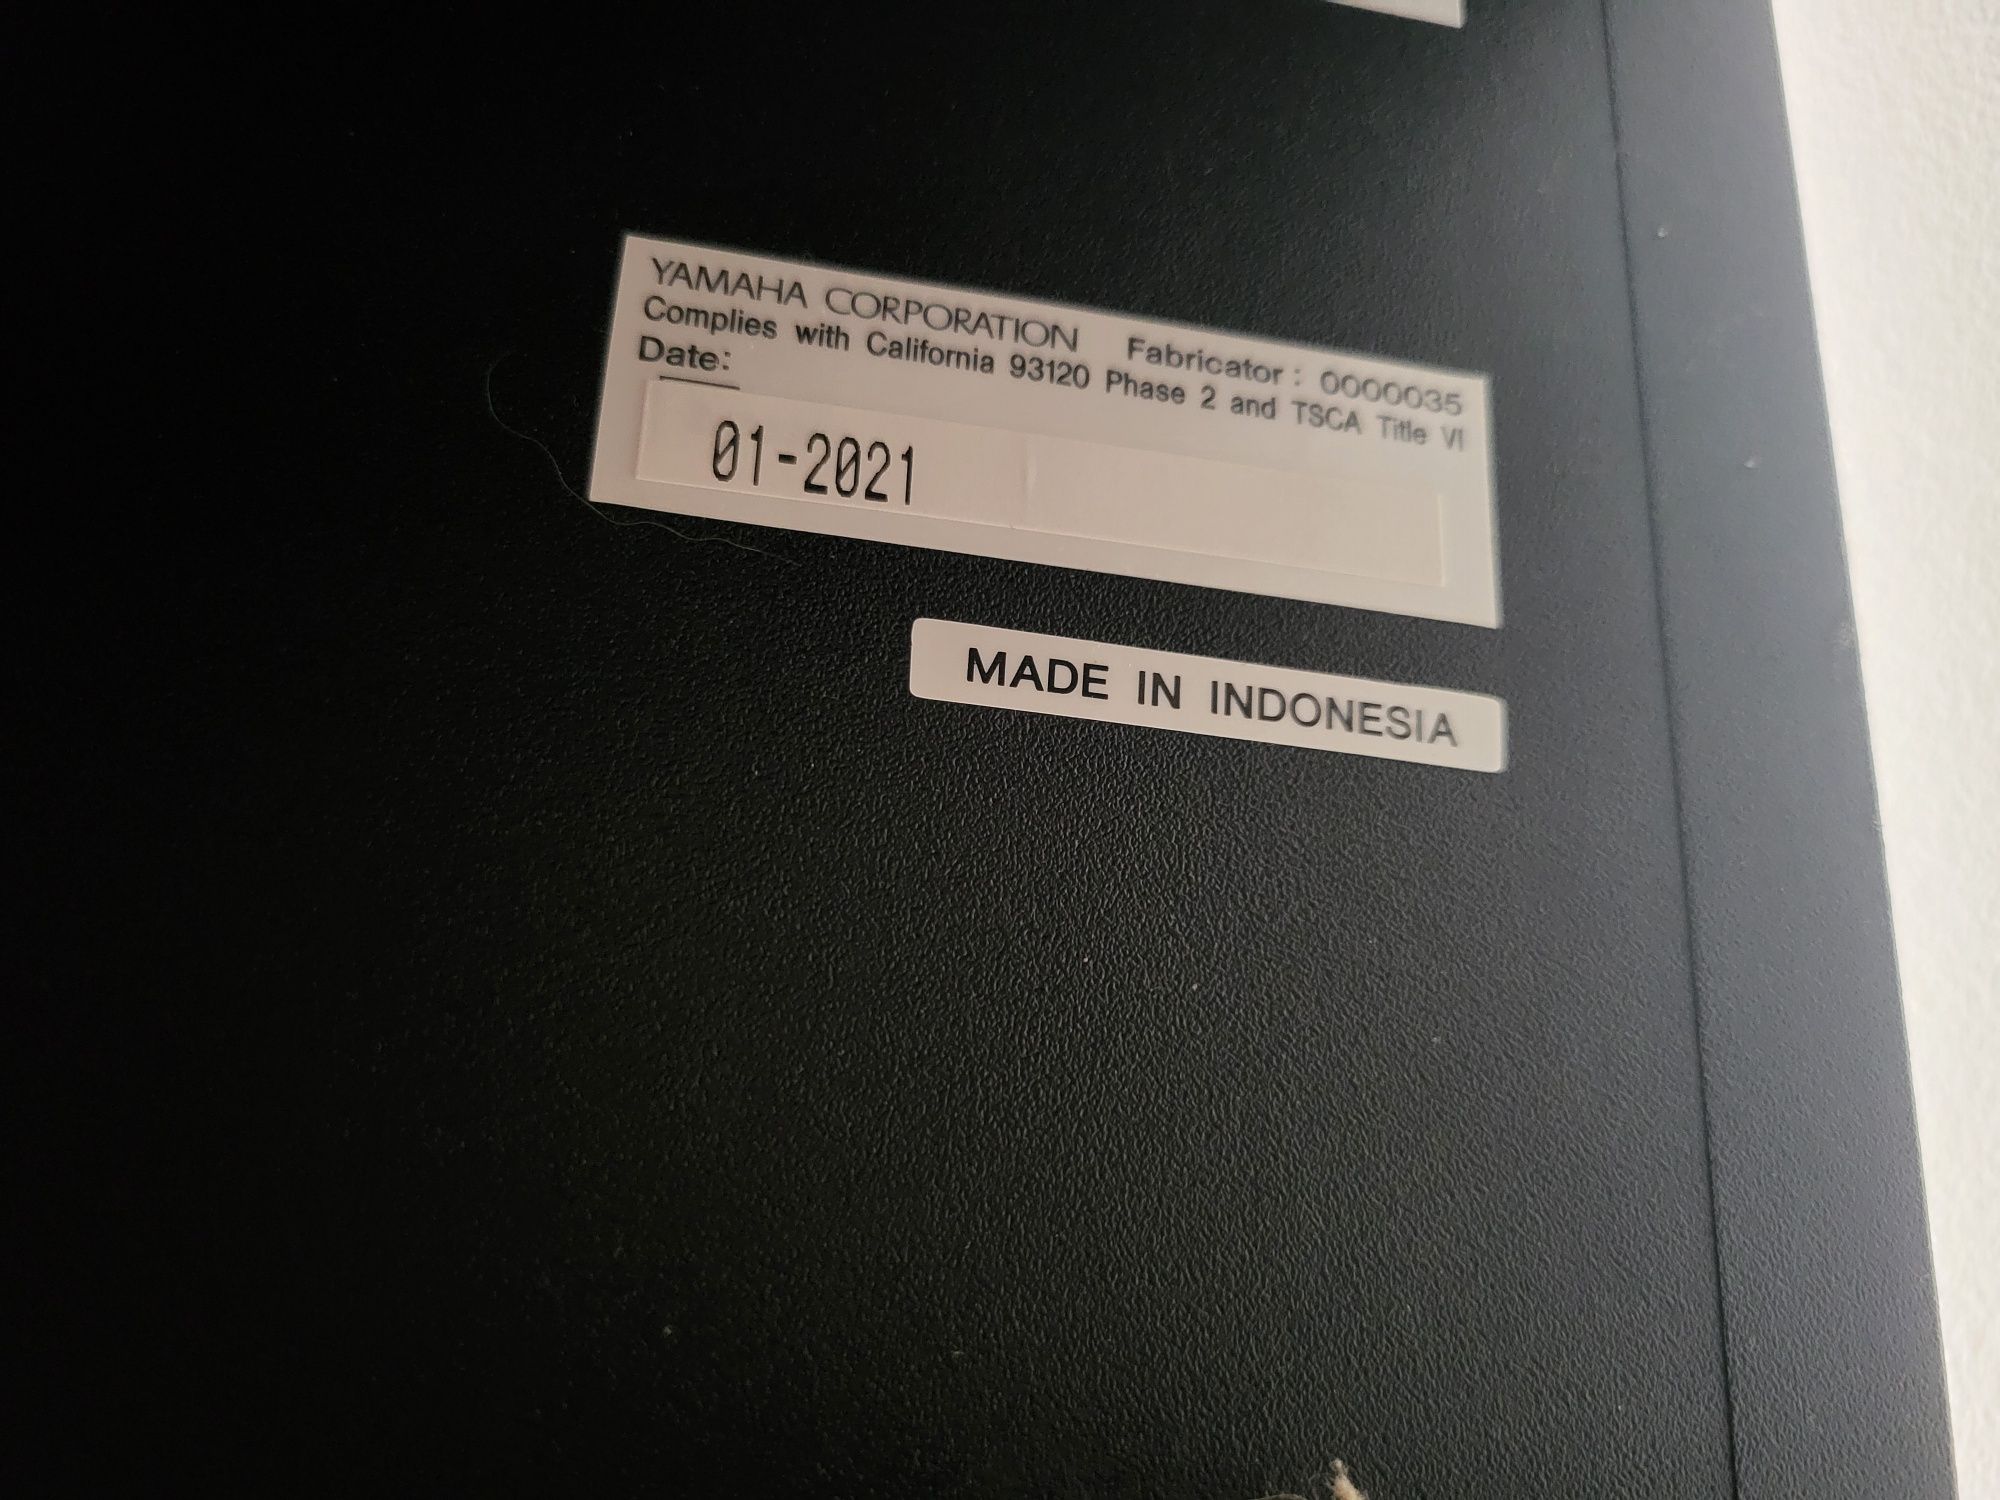 YAMAHA CORPORATION Fabricator : 0000035
Complies with California 93120 Phase 2 and TSCA Title VI
Date:
01-2021
MADE IN INDONESIA